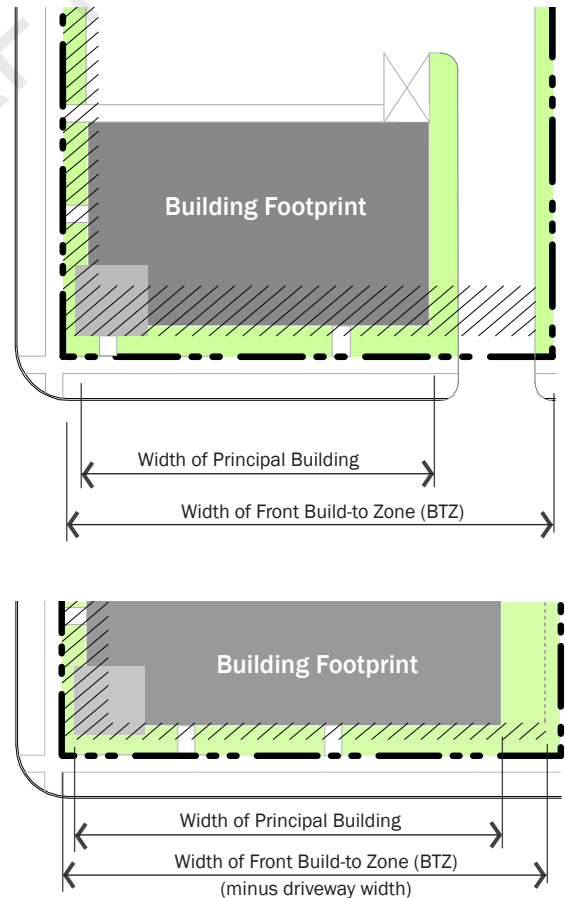 Building Footprint
Width of Principal Building
Width of Front Build-to Zone (BTZ)
Building Footprint
Width of Principal Building
Width of Front Build-to Zone (BTZ)
(minus driveway width)